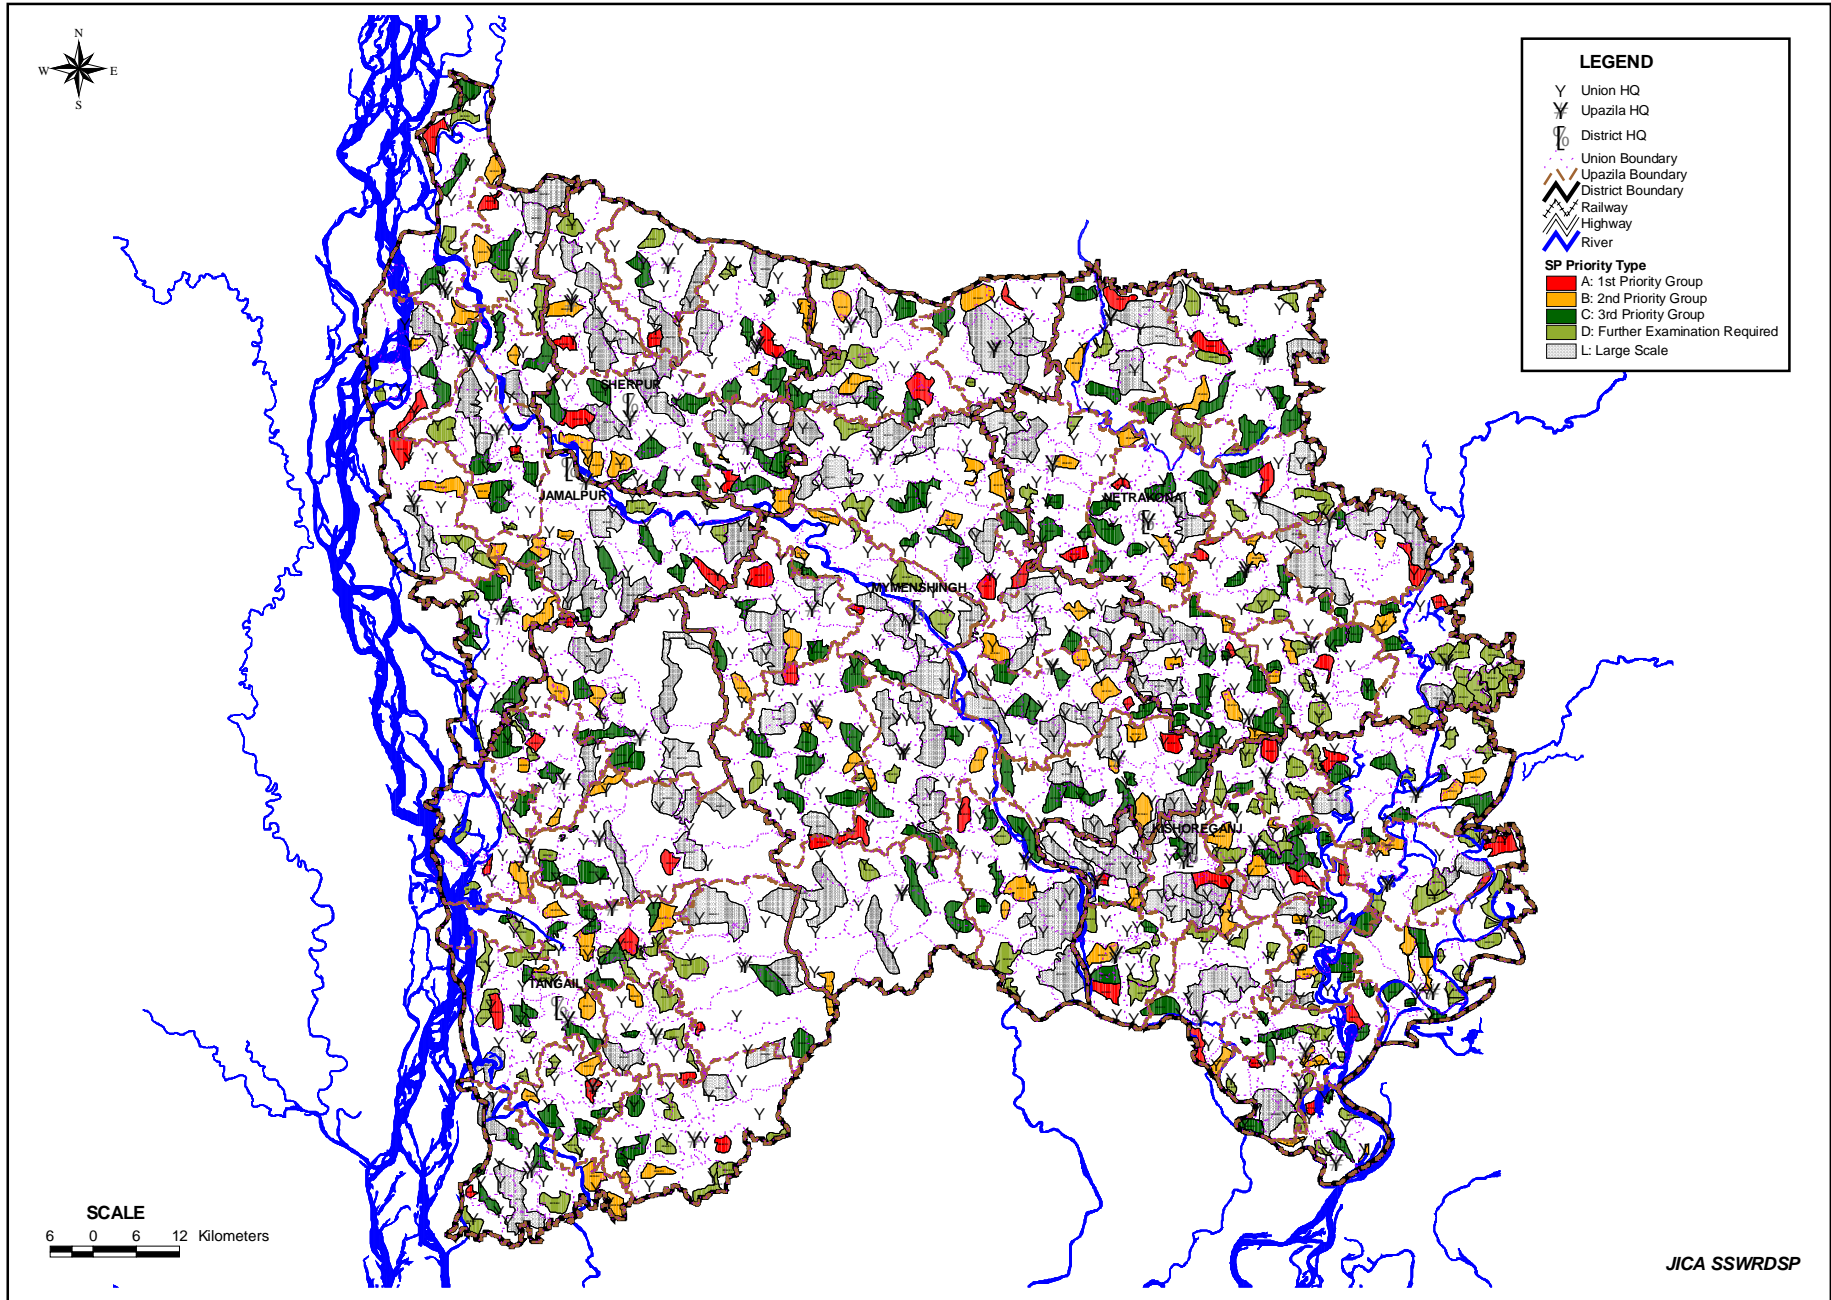 N
W E
S
LEGEND
Y Union HQ
Upazila HQ
District HQ
Union Boundary
Upazila Boundary
District Boundary
Railway
Highway
River
SP Priority Type
A: 1st Priority Group
B: 2nd Priority Group
C: 3rd Priority Group
D: Further Examination Required
L: Large Scale
SHERPUR
JAMALPUR
NETRAKONA
MYMENSHINGH
KISHOREGANJ
TANGAIL
SCALE
6 0 6 12 Kilometers
JICA SSWRDSP